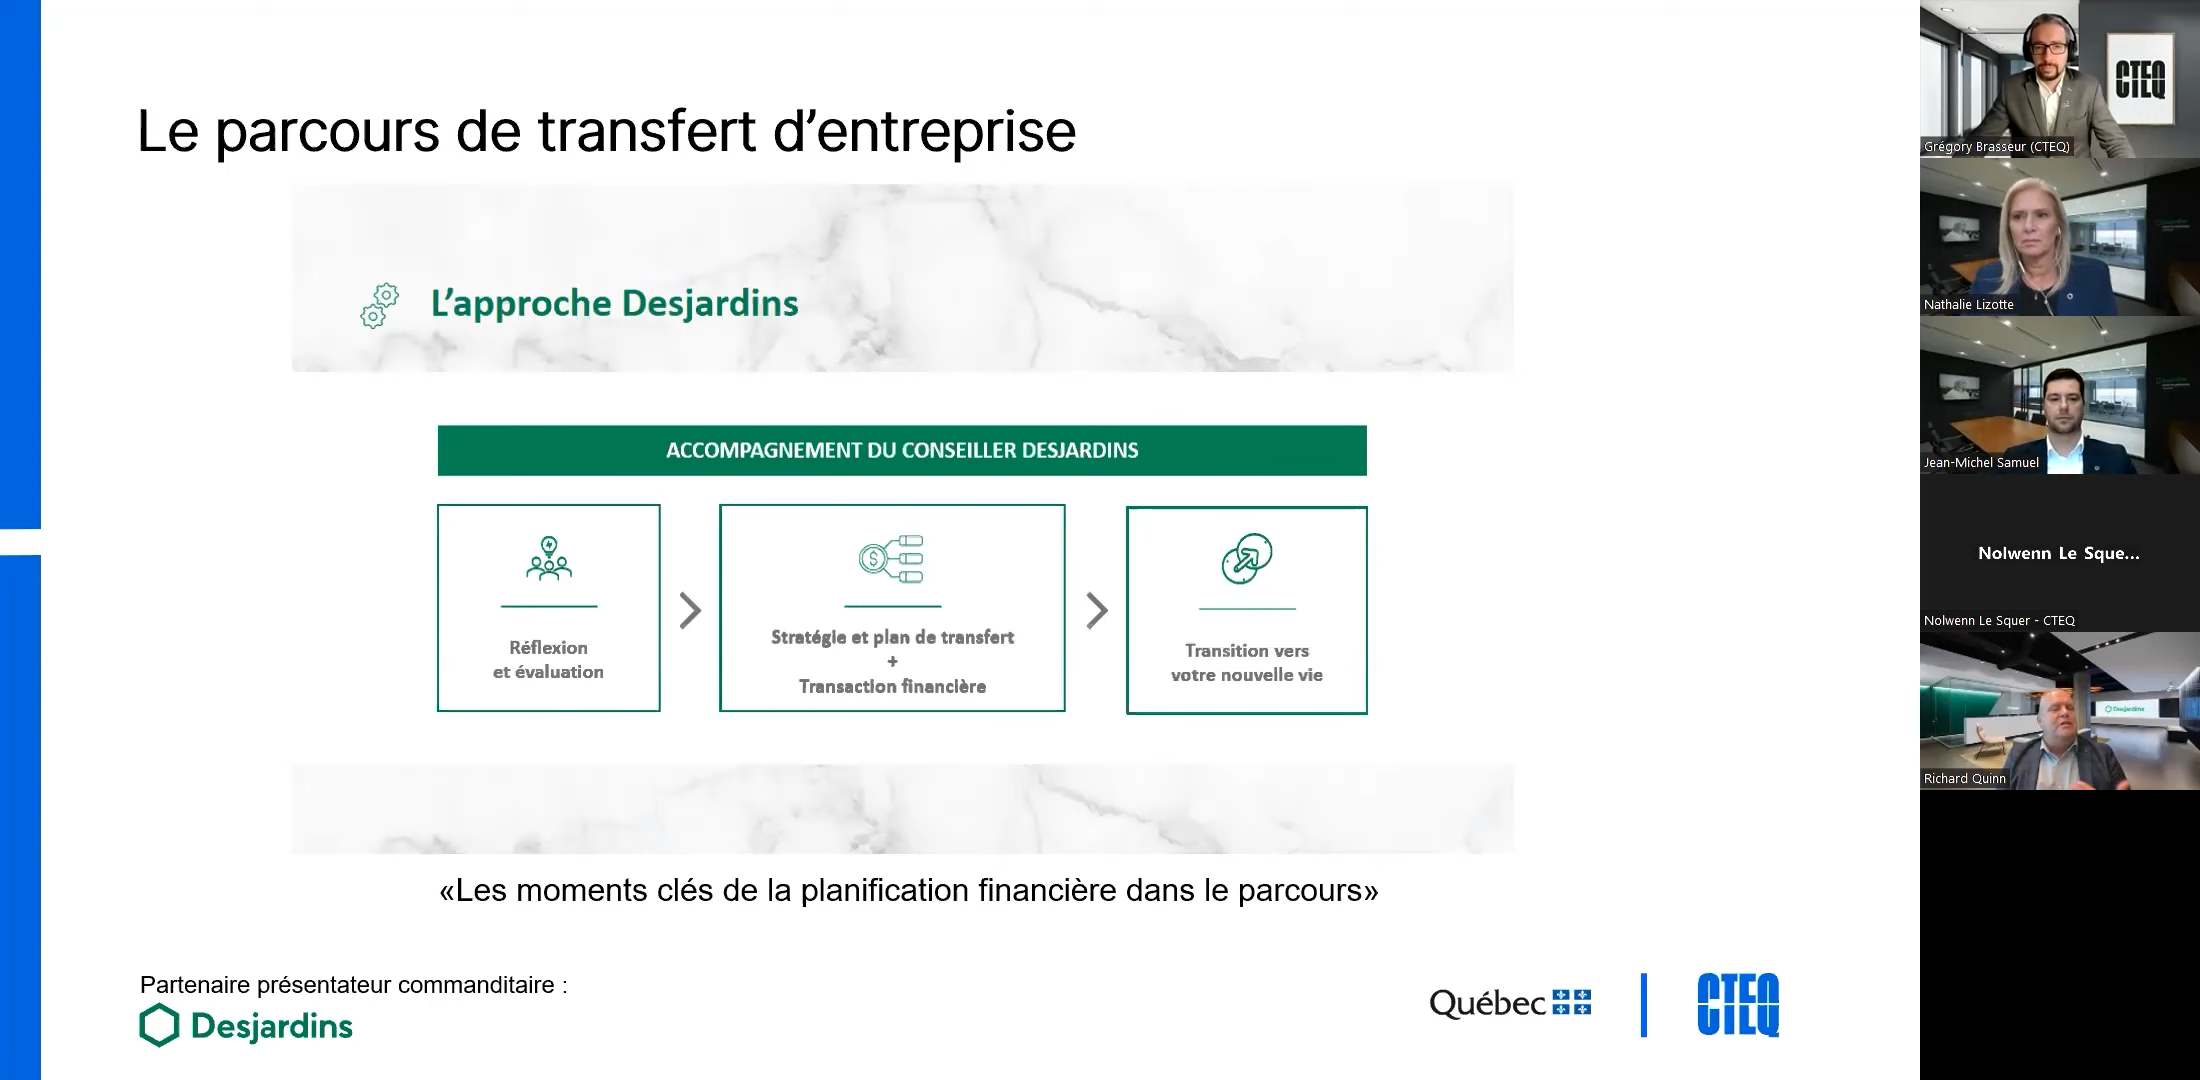 Le parcours de transfert d'entreprise
L'approche Desjardins
ACCOMPAGNEMENT DU CONSEILLER DESJARDINS
Réflexion
et évaluation
Stratégie et plan de transfert
+
Transaction financière
Transition vers
votre nouvelle vie
«Les moments clés de la planification financière dans le parcours»
Partenaire présentateur commanditaire :
Desjardins
Québec
CTEQ
CTEQ
Grégory Brasseur (CTEQ)
Nathalie Lizotte
Jean-Michel Samuel
Nolwenn Le Sque...
Nolwenn Le Squer - CTEQ
Desjardins
Richard Quinn